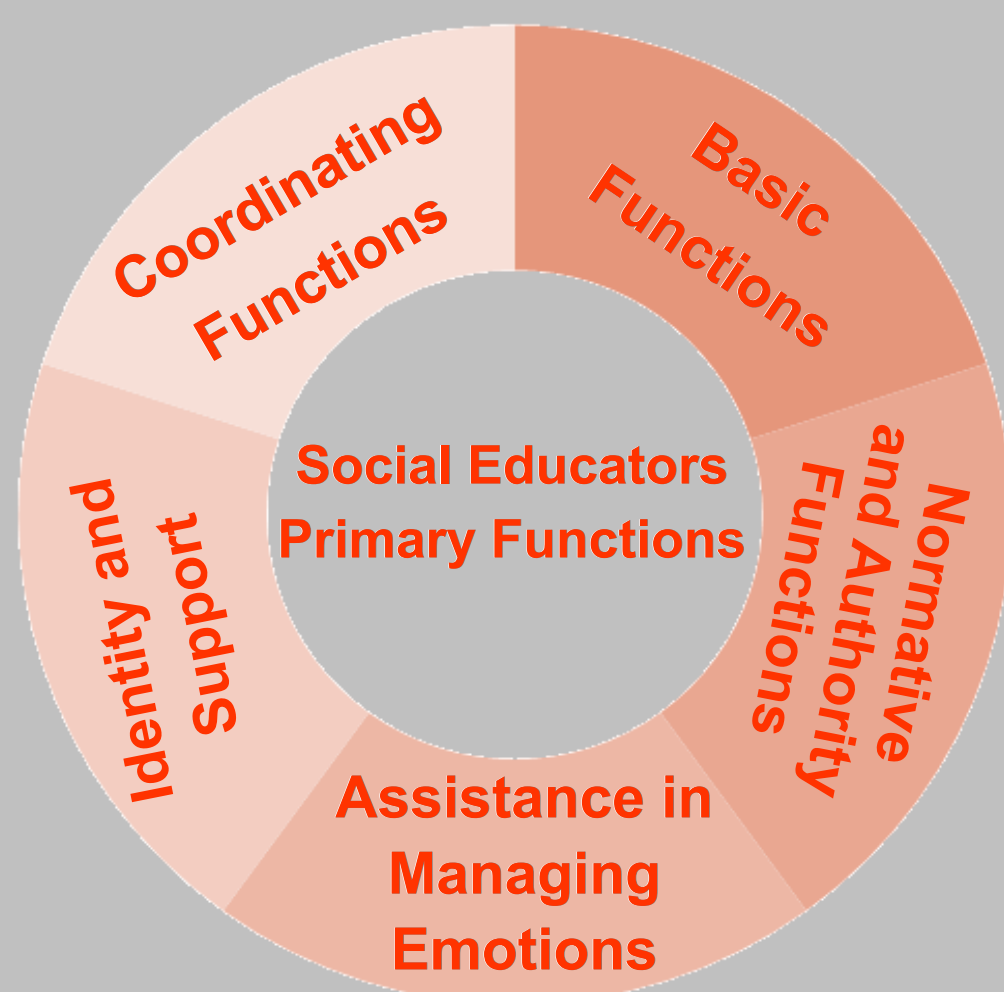 Social Educators
Primary Functions
Basic
Functions
Normative
and Authority
Functions
Assistance in
Managing
Emotions
Identity and
Support
Coordinating
Functions